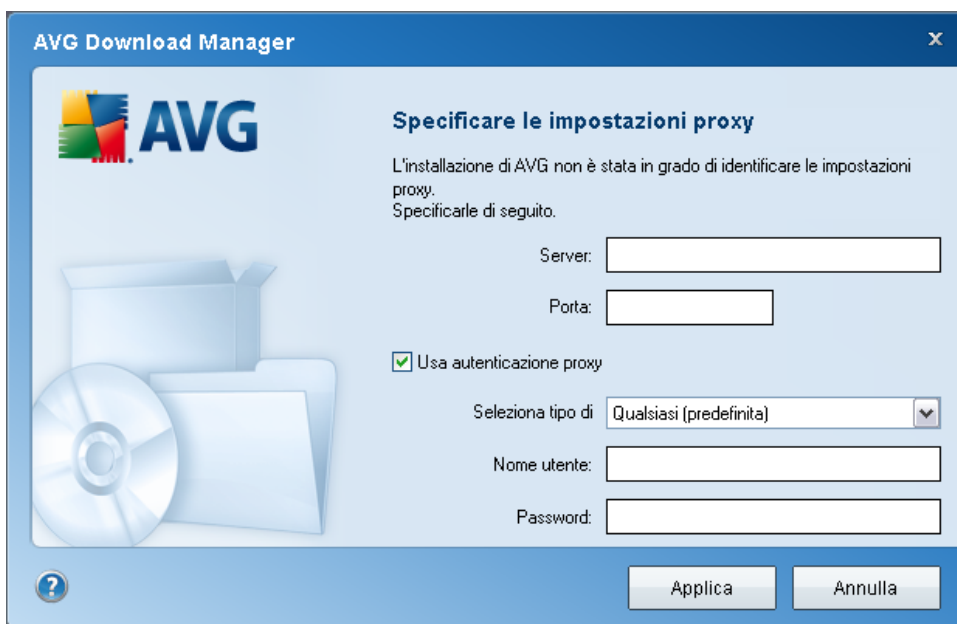 AVG Download Manager
x
AVG
Specificare le impostazioni proxy
L'installazione di AVG non è stata in grado di identificare le impostazioni
proxy.
Specificarle di seguito.
Server:
Porta:
Usa autenticazione proxy
Seleziona tipo di
Qualsiasi (predefinita)
Nome utente:
Password:
?
Applica
Annulla